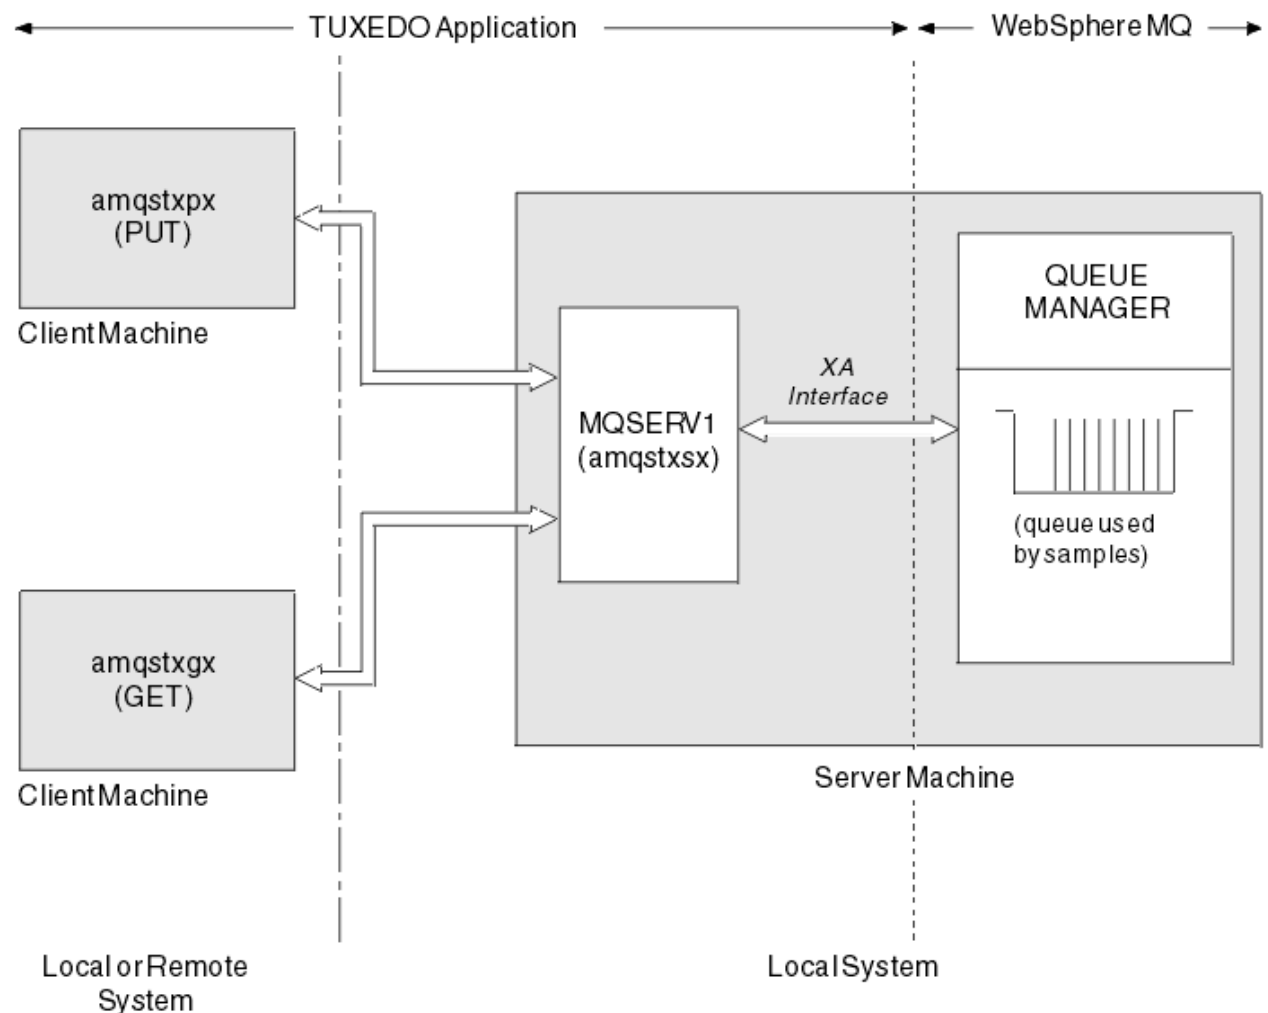 TUXEDO Application
WebSphere MQ
amqstxpx
(PUT)
Client Machine
QUEUE
MANAGER
XA
Interface
MQSERV1
(amqstxsx)
(queue used
by samples)
amqstxgx
(GET)
Client Machine
Server Machine
Local or Remote
System
Local System